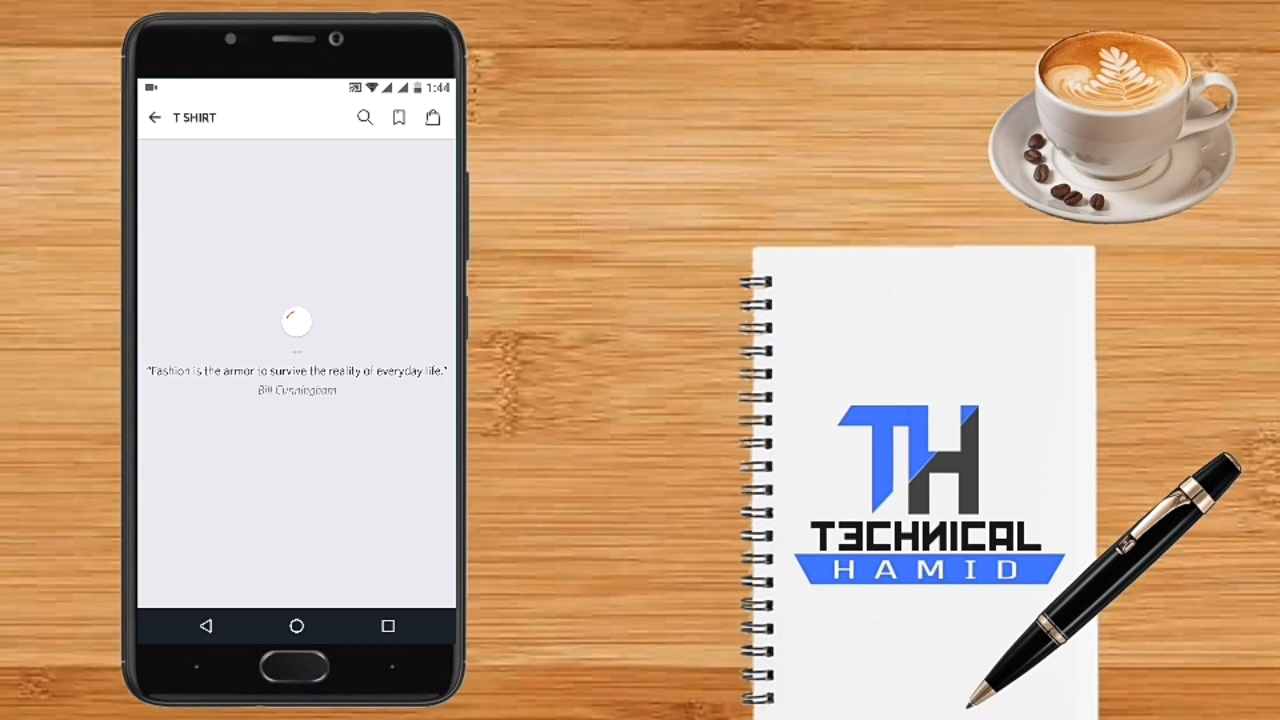 1:44
T SHIRT
...
"Fashion is the armor to survive the reality of everyday life."
Bill Cunningham
TH
TECHNICAL
HAMID